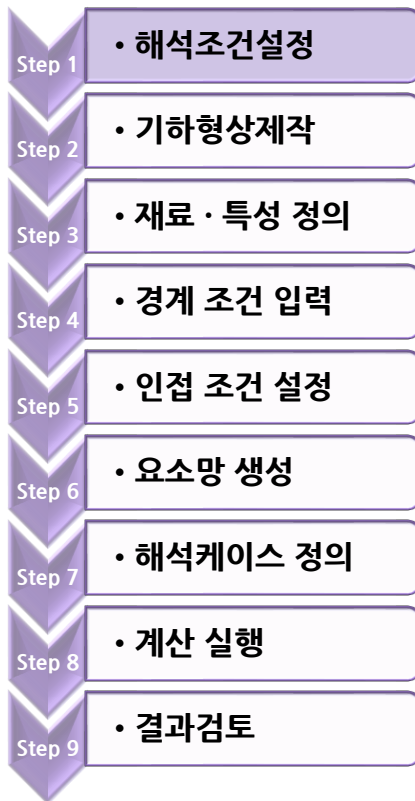 Step 1
• 해석조건설정
Step 2
• 기하형상제작
Step 3
• 재료 · 특성 정의
Step 4
• 경계 조건 입력
Step 5
• 인접 조건 설정
Step 6
• 요소망 생성
Step 7
• 해석케이스 정의
Step 8
• 계산 실행
Step 9
• 결과검토